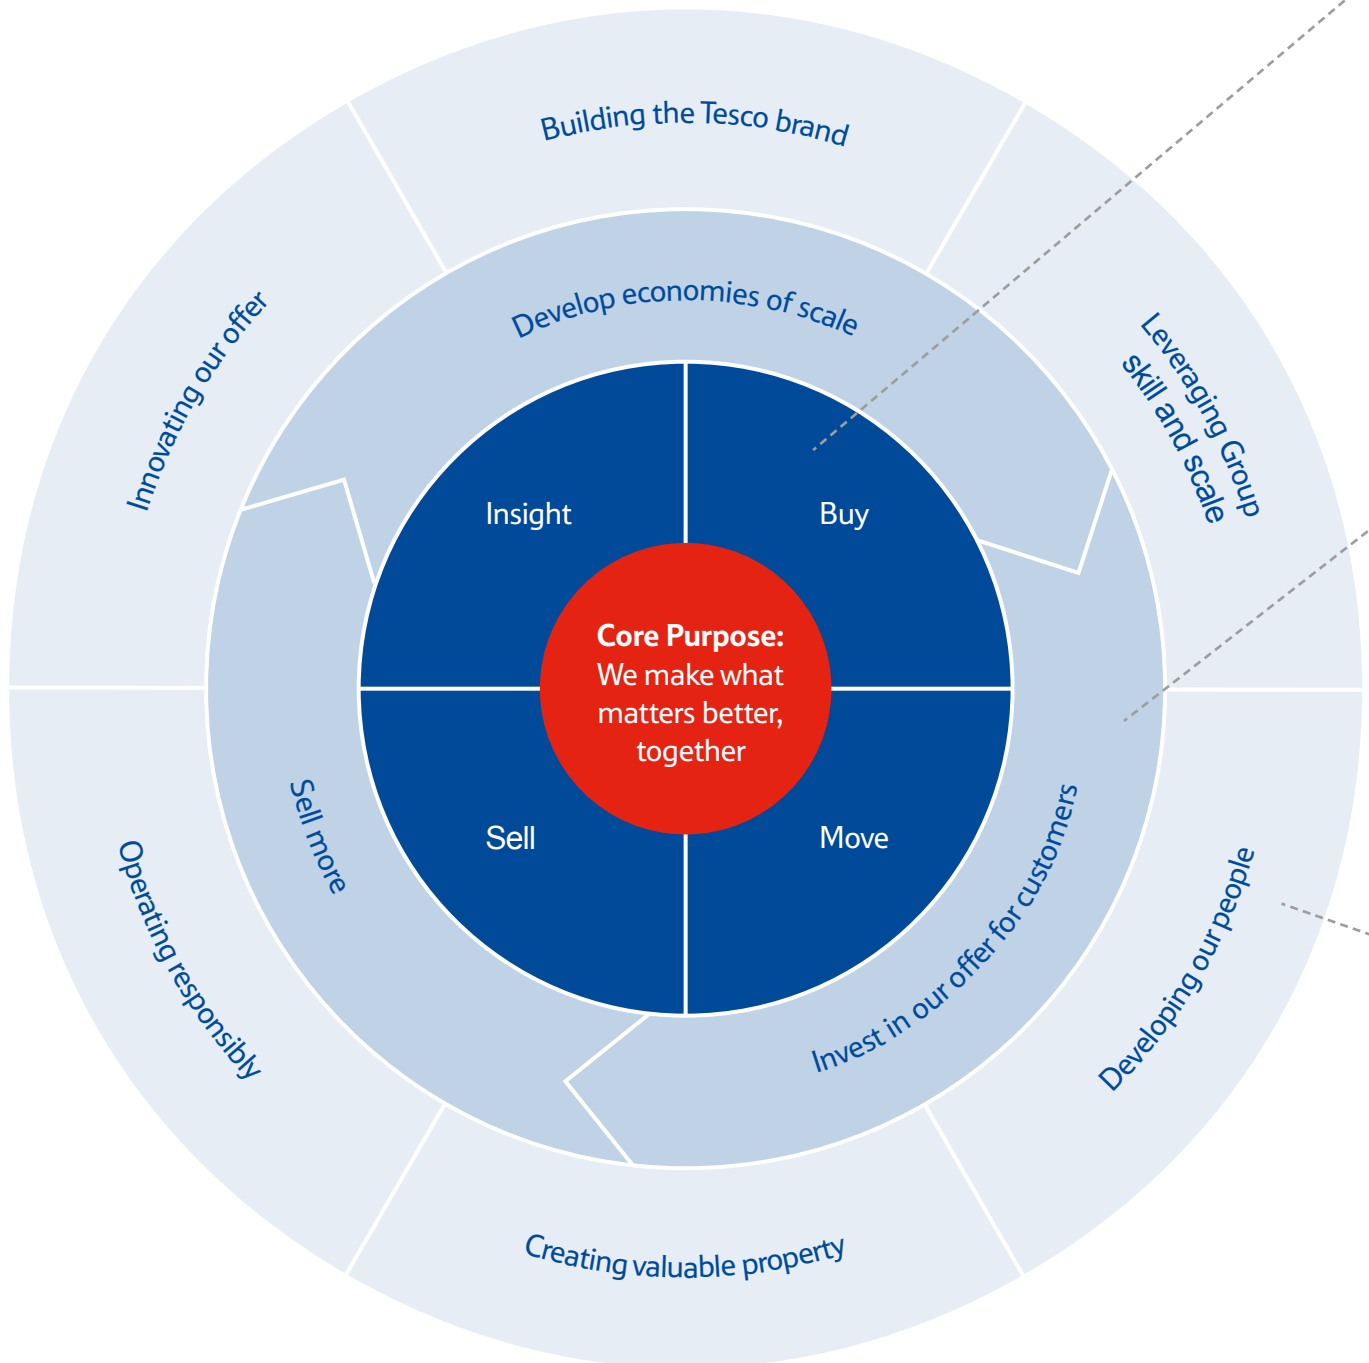 Building the Tesco brand
Develop economies of scale
Innovating our offer
Leveraging Group
skill and scale
Insight
Buy
Core Purpose:
We make what
matters better,
together
Sell
Move
Sell more
Invest in our offer for customers
Operating responsibly
Developing our people
Creating valuable property